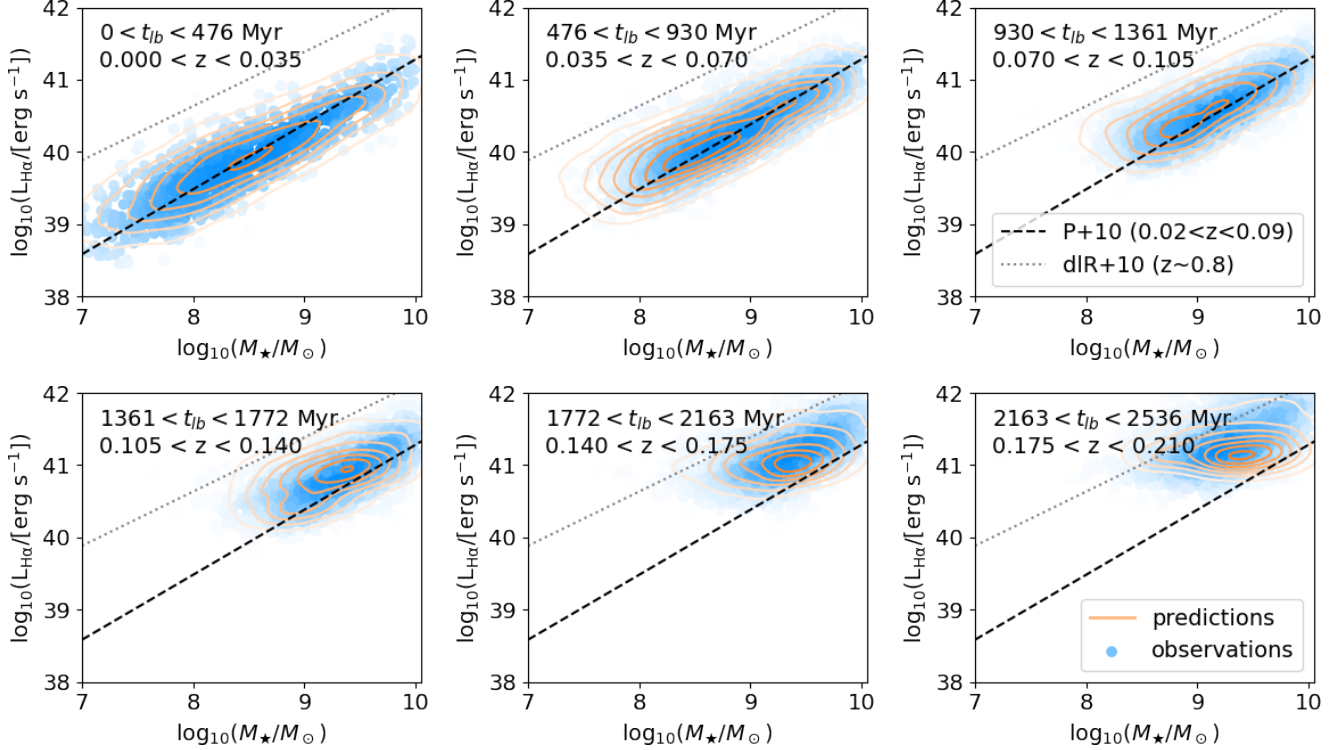 0 < t_lb < 476 Myr
0.000 < z < 0.035
42
41
40
39
38
7
8
9
10
log₁₀(L_Hα/[erg s⁻¹])
log₁₀(M★/M⊙)
476 < t_lb < 930 Myr
0.035 < z < 0.070
42
41
40
39
38
7
8
9
10
log₁₀(L_Hα/[erg s⁻¹])
log₁₀(M★/M⊙)
930 < t_lb < 1361 Myr
0.070 < z < 0.105
P+10 (0.02<z<0.09)
dlR+10 (z~0.8)
42
41
40
39
38
7
8
9
10
log₁₀(L_Hα/[erg s⁻¹])
log₁₀(M★/M⊙)
1361 < t_lb < 1772 Myr
0.105 < z < 0.140
42
41
40
39
38
7
8
9
10
log₁₀(L_Hα/[erg s⁻¹])
log₁₀(M★/M⊙)
1772 < t_lb < 2163 Myr
0.140 < z < 0.175
42
41
40
39
38
7
8
9
10
log₁₀(L_Hα/[erg s⁻¹])
log₁₀(M★/M⊙)
2163 < t_lb < 2536 Myr
0.175 < z < 0.210
predictions
observations
42
41
40
39
38
7
8
9
10
log₁₀(L_Hα/[erg s⁻¹])
log₁₀(M★/M⊙)